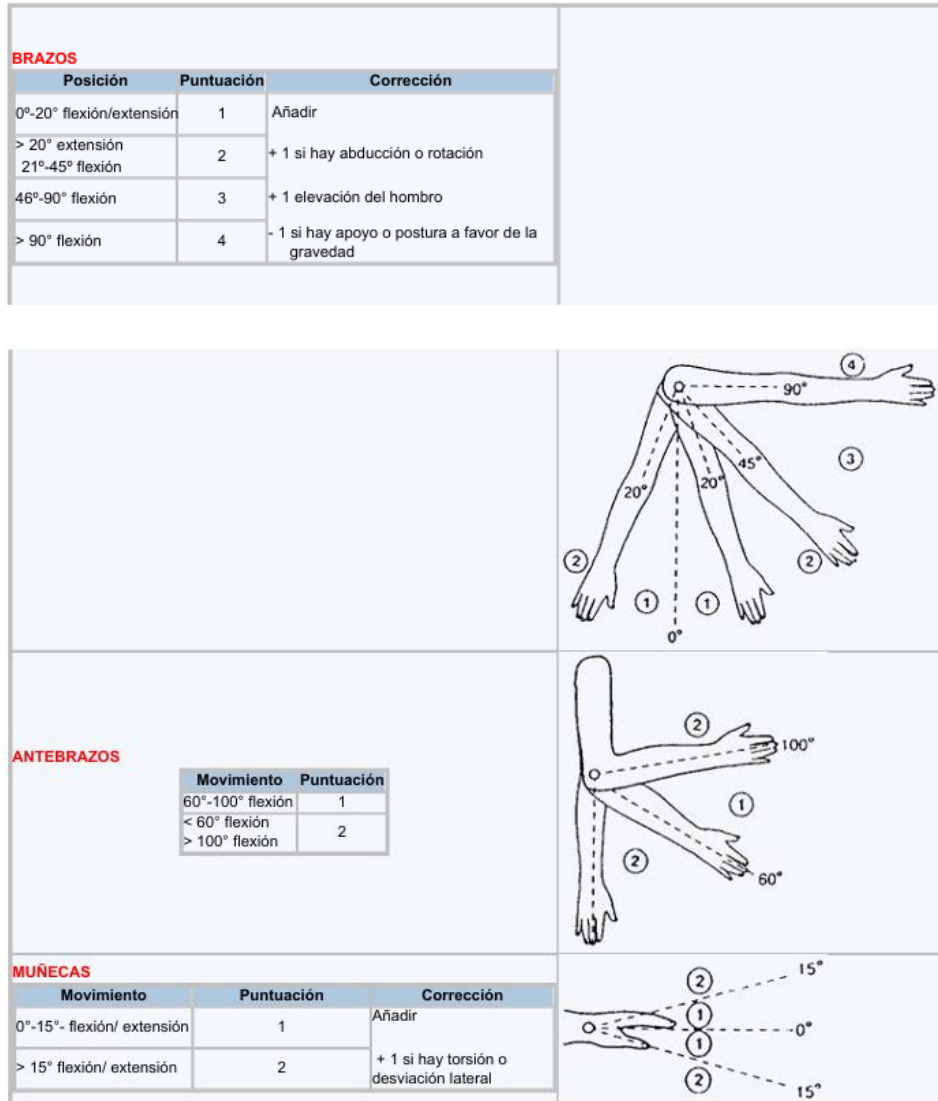 BRAZOS
Posición Puntuación Corrección
0º-20° flexión/extensión 1 Añadir
> 20° extensión
21º-45º flexión 2 + 1 si hay abducción o rotación
46º-90° flexión 3 + 1 elevación del hombro
> 90° flexión 4 - 1 si hay apoyo o postura a favor de la
gravedad
4
90°
3
45°
20°
20°
2
2
1
1
0°
ANTEBRAZOS
Movimiento Puntuación
60°-100° flexión 1
< 60° flexión
> 100° flexión 2
2
100°
1
2
60°
MUÑECAS
Movimiento Puntuación Corrección
0°-15°- flexión/ extensión 1 Añadir
> 15° flexión/ extensión 2 + 1 si hay torsión o
desviación lateral
15°
2
1
0°
1
2
15°